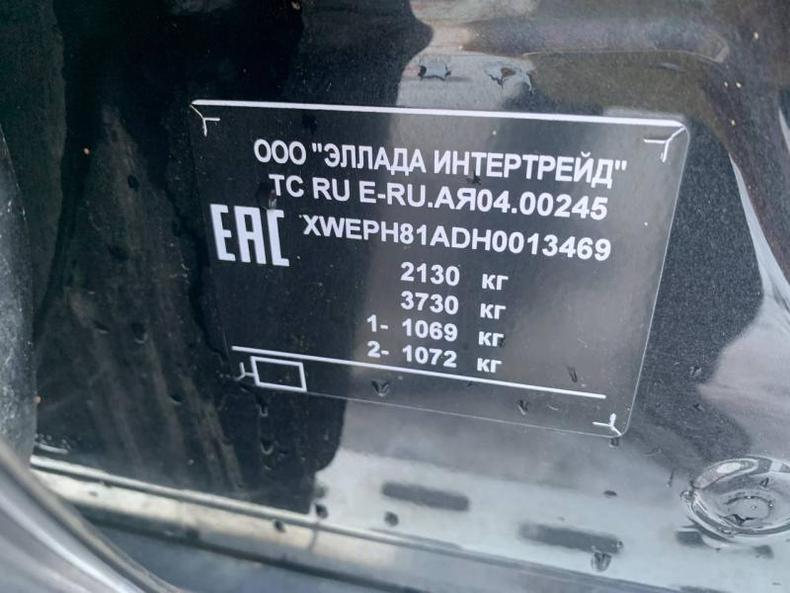 ООО "ЭЛЛАДА ИНТЕРТРЕЙД"
ТС RU E-RU.АЯ04.00245
EAC XWEPH81ADH0013469
2130 кг
3730 кг
1- 1069 кг
2- 1072 кг